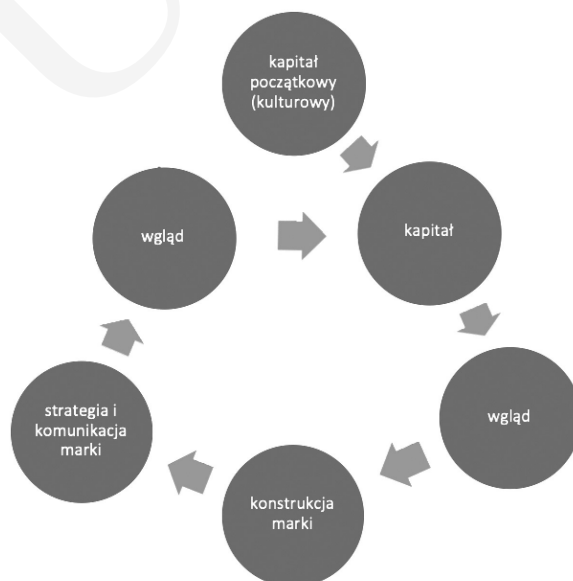 kapitał
początkowy
(kulturowy)
kapitał
wgląd
konstrukcja
marki
strategia i
komunikacja
marki
wgląd